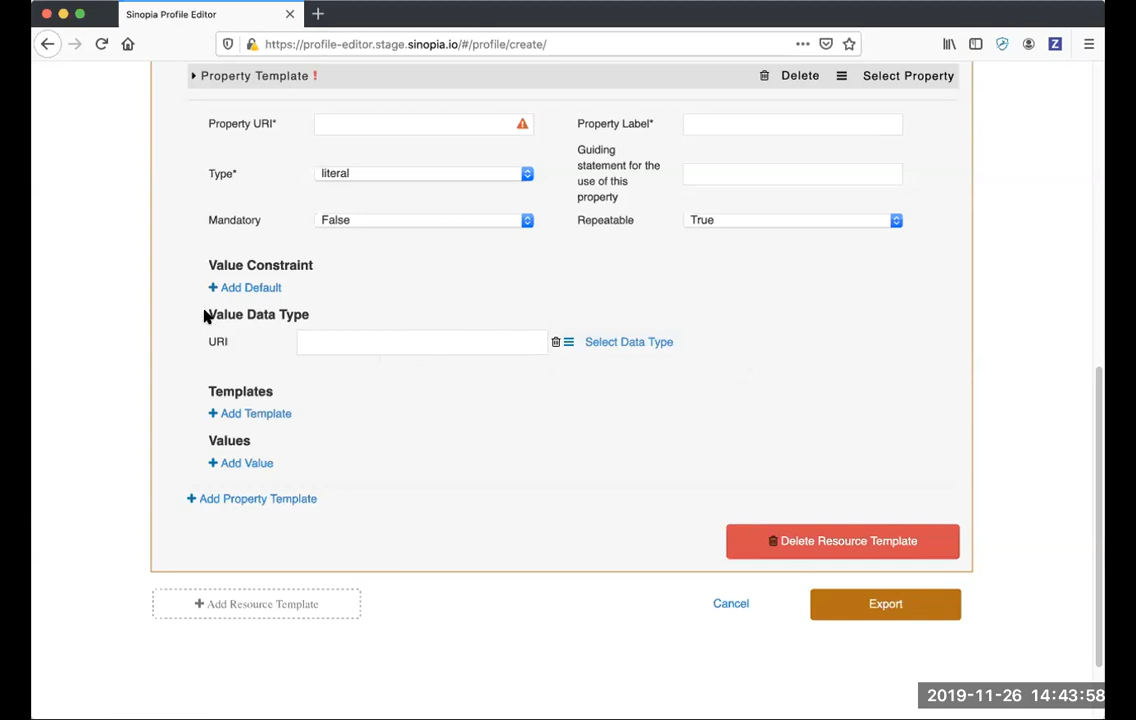 Sinopia Profile Editor
https://profile-editor.stage.sinopia.io/#/profile/create/
Property Template ! Delete Select Property
Property URI* Property Label*
Guiding
statement for the
use of this
property
Type* literal
Mandatory False Repeatable True
Value Constraint
+ Add Default
Value Data Type
URI Select Data Type
Templates
+ Add Template
Values
+ Add Value
+ Add Property Template
Delete Resource Template
+ Add Resource Template Cancel Export
2019-11-26 14:43:58